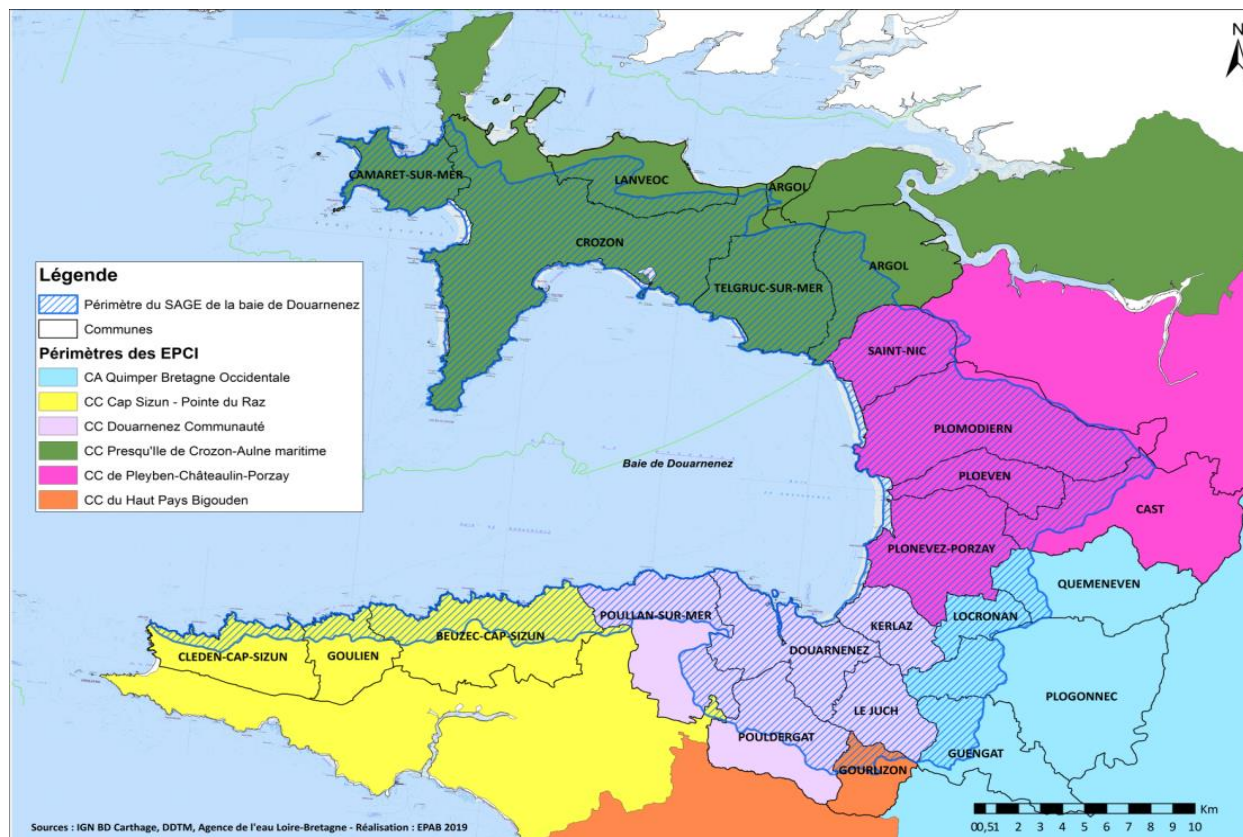 N
CAMARET-SUR-MER
LANVEOC
ARGOL
CROZON
ARGOL
TELGRUC-SUR-MER
Légende
Périmètre du SAGE de la baie de Douarnenez
Communes
Périmètres des EPCI
CA Quimper Bretagne Occidentale
CC Cap Sizun - Pointe du Raz
CC Douarnenez Communauté
CC Presqu'Ile de Crozon-Aulne maritime
CC de Pleyben-Châteaulin-Porzay
CC du Haut Pays Bigouden
SAINT-NIC
PLOMODIERN
Baie de Douarnenez
PLOEVEN
CAST
PLONEVEZ-PORZAY
QUEMENEVEN
POULLAN-SUR-MER
LOCRONAN
KERLAZ
BEUZEC-CAP-SIZUN
CLEDEN-CAP-SIZUN
GOULIEN
DOUARNENEZ
PLOGONNEC
LE JUCH
POULDERGAT
GUENGAT
GOURLIZON
Km
00,51 2 3 4 5 6 7 8 9 10
Sources : IGN BD Carthage, DDTM, Agence de l'eau Loire-Bretagne - Réalisation : EPAB 2019